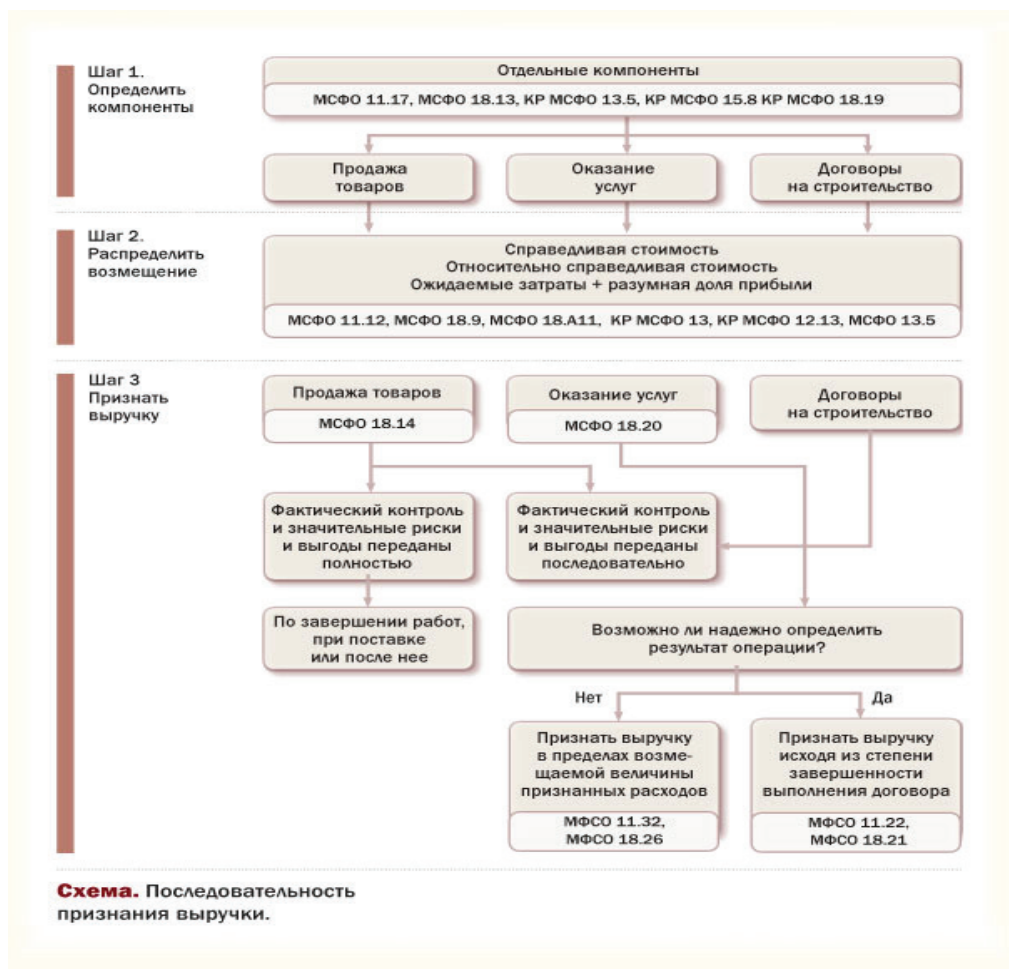 Шаг 1.
Определить
компоненты
Отдельные компоненты
МСФО 11.17, МСФО 18.13, КР МСФО 13.5, КР МСФО 15.8 КР МСФО 18.19
Продажа
товаров
Оказание
услуг
Договоры
на строительство
Шаг 2.
Распределить
возмещение
Справедливая стоимость
Относительно справедливая стоимость
Ожидаемые затраты + разумная доля прибыли
МСФО 11.12, МСФО 18.9, МСФО 18.А11, КР МСФО 13, КР МСФО 12.13, МСФО 13.5
Шаг 3
Признать
выручку
Продажа товаров
МСФО 18.14
Оказание услуг
МСФО 18.20
Договоры
на строительство
Фактический контроль
и значительные риски
и выгоды переданы
полностью
Фактический контроль
и значительные риски
и выгоды переданы
последовательно
По завершении работ,
при поставке
или после нее
Возможно ли надежно определить
результат операции?
Нет
Да
Признать выручку
в пределах возме-
щаемой величины
признанных расходов
МФСО 11.32,
МФСО 18.26
Признать выручку
исходя из степени
завершенности
выполнения договора
МФСО 11.22,
МФСО 18.21
Схема. Последовательность
признания выручки.